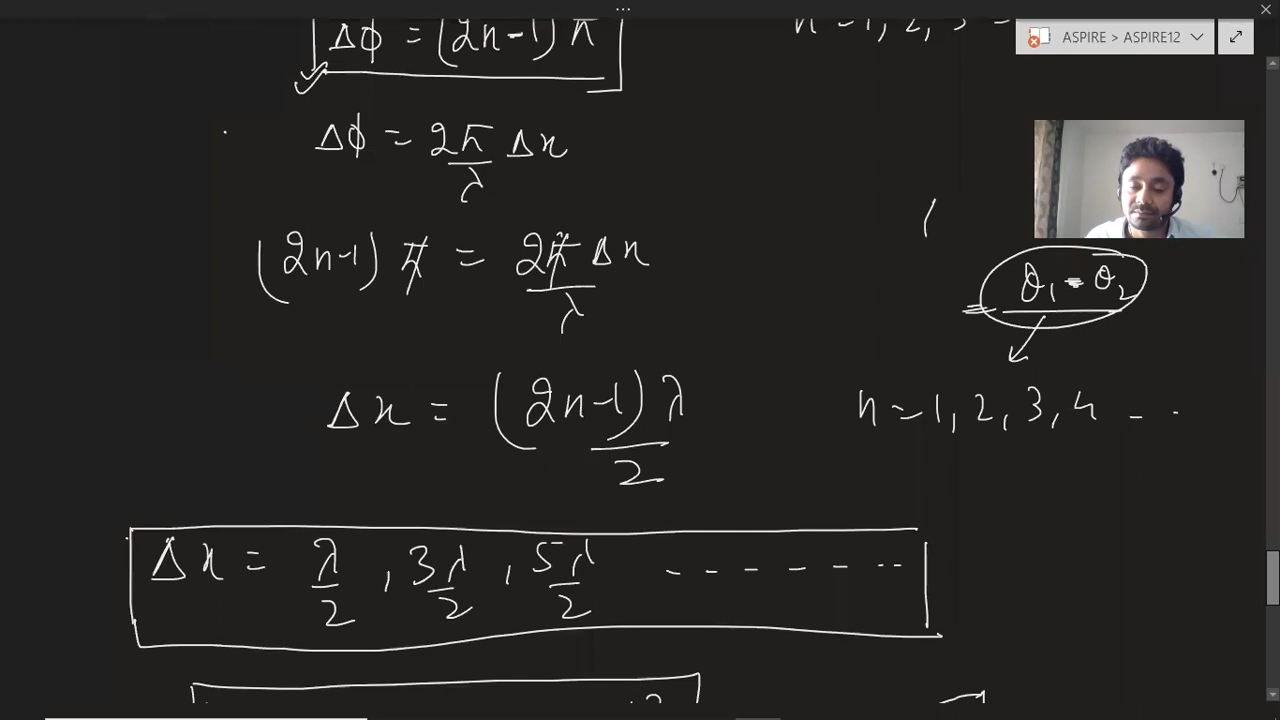 Δφ = (2n-1) π
n = 1, 2, 3 -
ASPIRE > ASPIRE12
Δφ = 2π/λ Δx
(2n-1) π = 2π/λ Δx
θ₁ - θ₂
Δx = (2n-1) λ/2
n = 1, 2, 3, 4 - -
Δx = λ/2 , 3λ/2 , 5λ/2 - - - - - - --